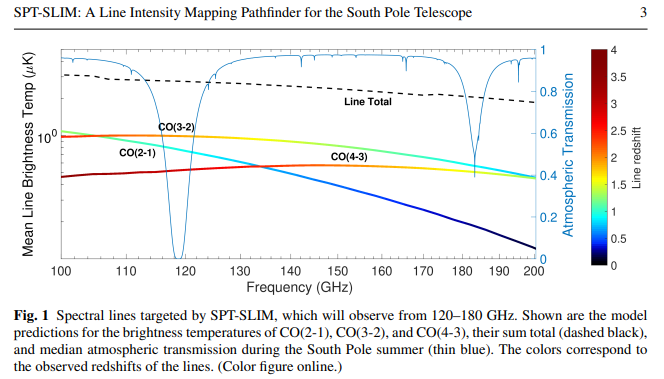 SPT-SLIM: A Line Intensity Mapping Pathfinder for the South Pole Telescope 3
Mean Line Brightness Temp (μK)
10⁰
Line Total
CO(3-2)
CO(2-1)
CO(4-3)
100 110 120 130 140 150 160 170 180 190 200
Frequency (GHz)
1
0.8
0.6
0.4
0.2
0
Atmospheric Transmission
4
3.5
3
2.5
2
1.5
1
0.5
0
Line redshift
Fig. 1 Spectral lines targeted by SPT-SLIM, which will observe from 120–180 GHz. Shown are the model
predictions for the brightness temperatures of CO(2-1), CO(3-2), and CO(4-3), their sum total (dashed black),
and median atmospheric transmission during the South Pole summer (thin blue). The colors correspond to
the observed redshifts of the lines. (Color figure online.)